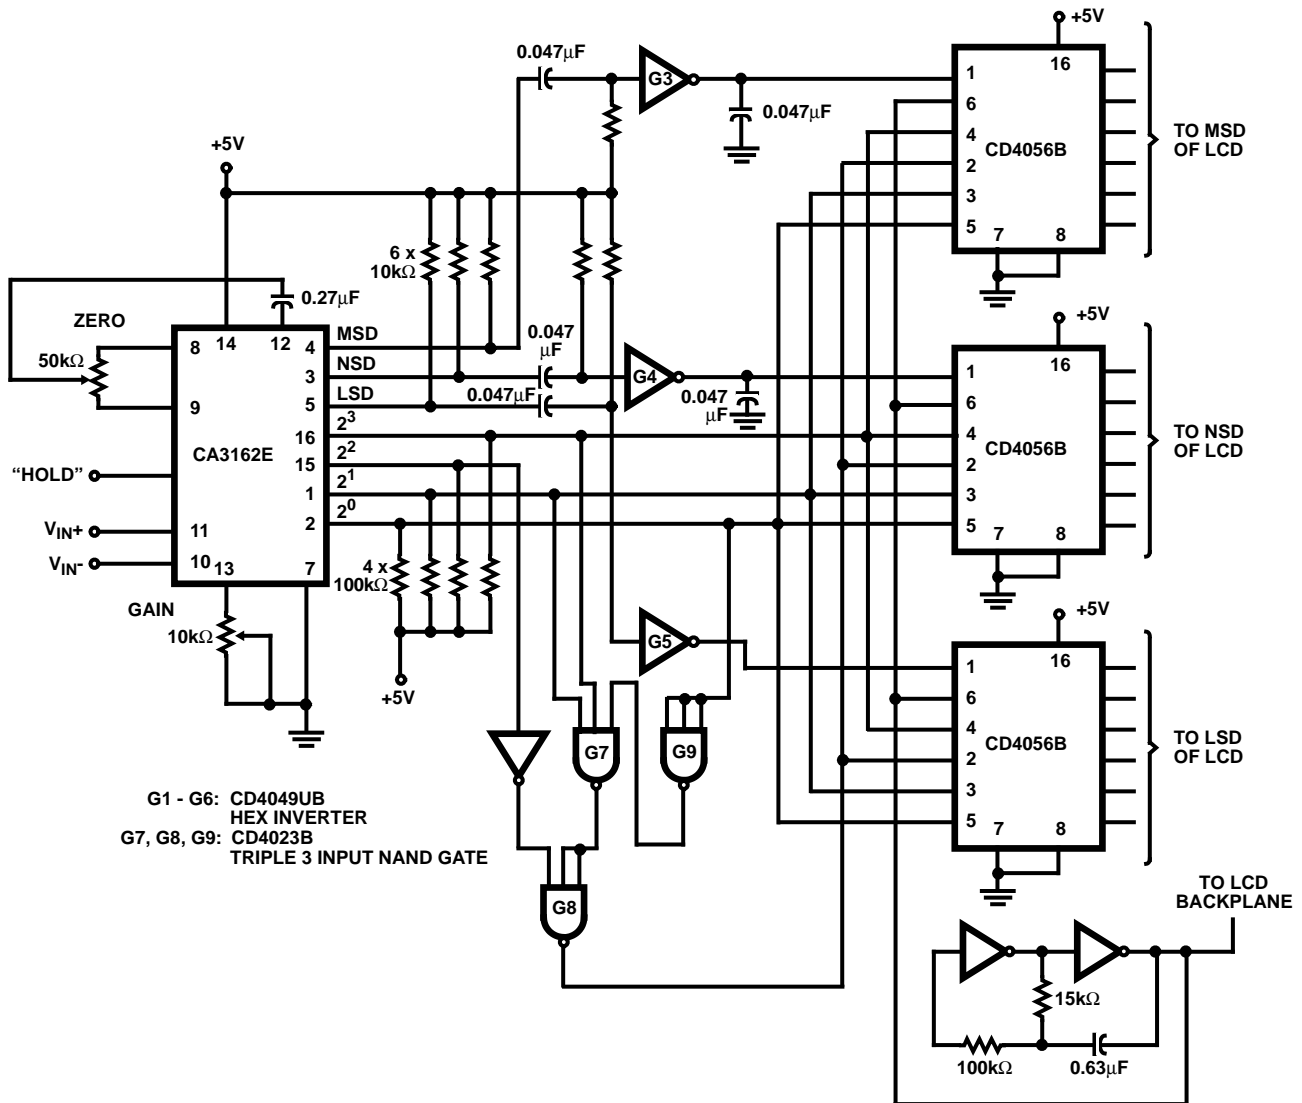 +5V
0.047µF
G3
0.047µF
1
6
4
2
3
5
16
CD4056B
7
8
TO MSD
OF LCD
+5V
6 x
10kΩ
0.27µF
ZERO
50kΩ
8
9
14
12
CA3162E
"HOLD"
VIN+
VIN-
11
10
13
7
4
3
5
16
15
1
2
MSD
NSD
LSD
2³
2²
2¹
2⁰
0.047
µF
0.047µF
G4
0.047
µF
+5V
1
6
4
2
3
5
16
CD4056B
7
8
TO NSD
OF LCD
GAIN
10kΩ
4 x
100kΩ
+5V
G5
G7
G9
G8
+5V
1
6
4
2
3
5
16
CD4056B
7
8
TO LSD
OF LCD
G1 - G6: CD4049UB
HEX INVERTER
G7, G8, G9: CD4023B
TRIPLE 3 INPUT NAND GATE
TO LCD
BACKPLANE
15kΩ
100kΩ
0.63µF